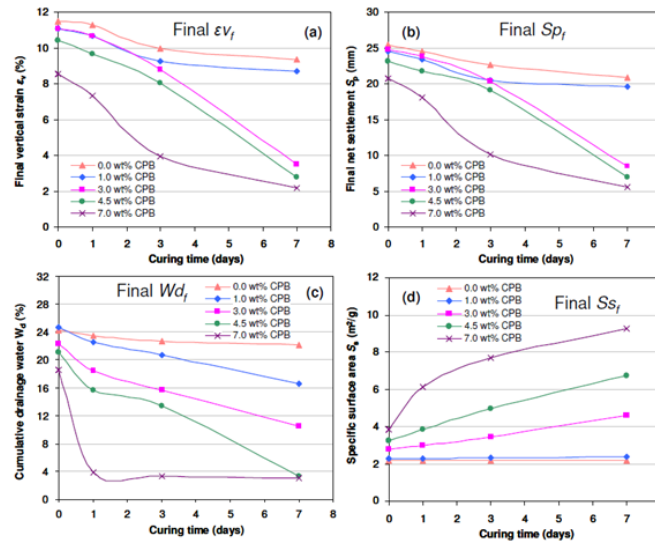 Final εv_f
(a)
Final vertical strain ε_v (%)
12
10
8
6
4
2
0
0.0 wt% CPB
1.0 wt% CPB
3.0 wt% CPB
4.5 wt% CPB
7.0 wt% CPB
0 1 2 3 4 5 6 7 8
Curing time (days)
(b)
Final Sp_f
Final net settlement S_p (mm)
30
25
20
15
10
5
0
0.0 wt% CPB
1.0 wt% CPB
3.0 wt% CPB
4.5 wt% CPB
7.0 wt% CPB
0 1 2 3 4 5 6 7
Curing time (days)
Final Wd_f
(c)
Cumulative drainage water W_d (%)
32
28
24
20
16
12
8
4
0
0.0 wt% CPB
1.0 wt% CPB
3.0 wt% CPB
4.5 wt% CPB
7.0 wt% CPB
0 1 2 3 4 5 6 7 8
Curing time (days)
(d)
Final Ss_f
Specific surface area S_s (m²/g)
12
10
8
6
4
2
0
0.0 wt% CPB
1.0 wt% CPB
3.0 wt% CPB
4.5 wt% CPB
7.0 wt% CPB
0 1 2 3 4 5 6 7
Curing time (days)